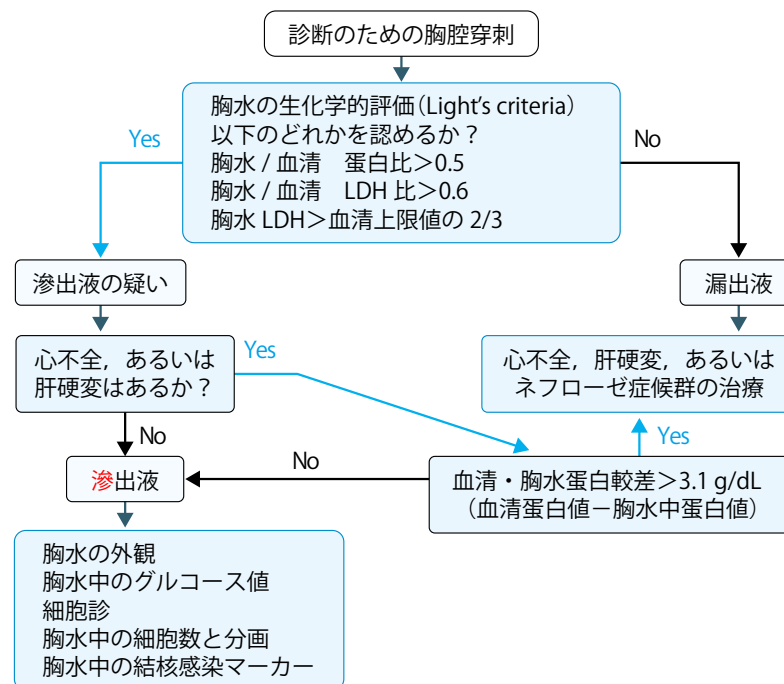 診断のための胸腔穿刺
胸水の生化学的評価(Light's criteria)
以下のどれかを認めるか？
胸水 / 血清　蛋白比＞0.5
胸水 / 血清　LDH 比＞0.6
胸水 LDH＞血清上限値の 2/3
Yes
No
滲出液の疑い
漏出液
心不全，あるいは
肝硬変はあるか？
Yes
心不全，肝硬変，あるいは
ネフローゼ症候群の治療
No
Yes
滲出液
No
血清・胸水蛋白較差＞3.1 g/dL
（血清蛋白値－胸水中蛋白値）
胸水の外観
胸水中のグルコース値
細胞診
胸水中の細胞数と分画
胸水中の結核感染マーカー